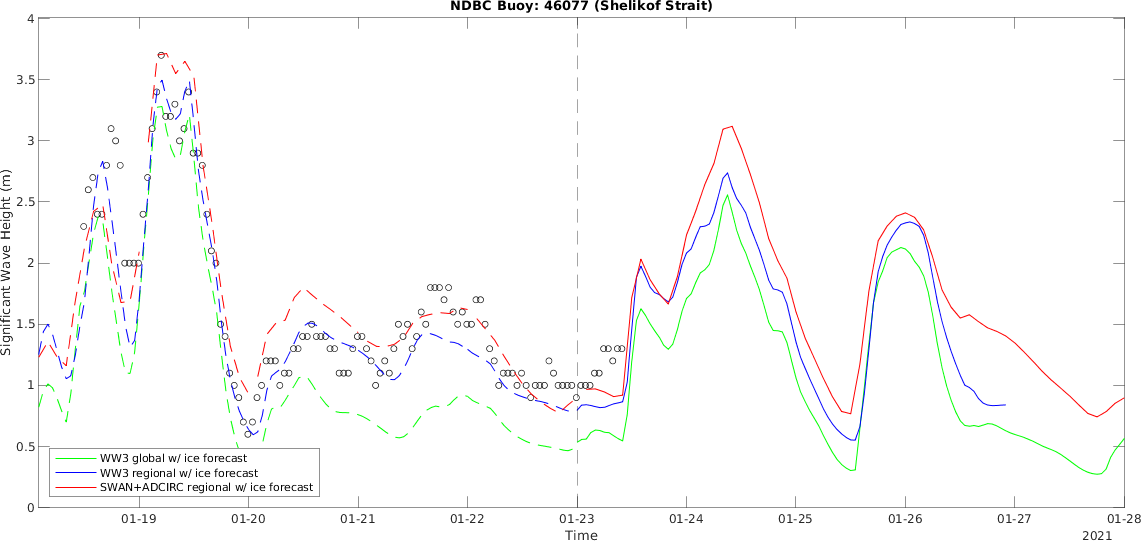 NDBC Buoy: 46077 (Shelikof Strait)
4
3.5
3
2.5
2
1.5
1
0.5
0
Significant Wave Height (m)
WW3 global w/ ice forecast
WW3 regional w/ ice forecast
SWAN+ADCIRC regional w/ ice forecast
01-19 01-20 01-21 01-22 01-23 01-24 01-25 01-26 01-27 01-28
Time
2021